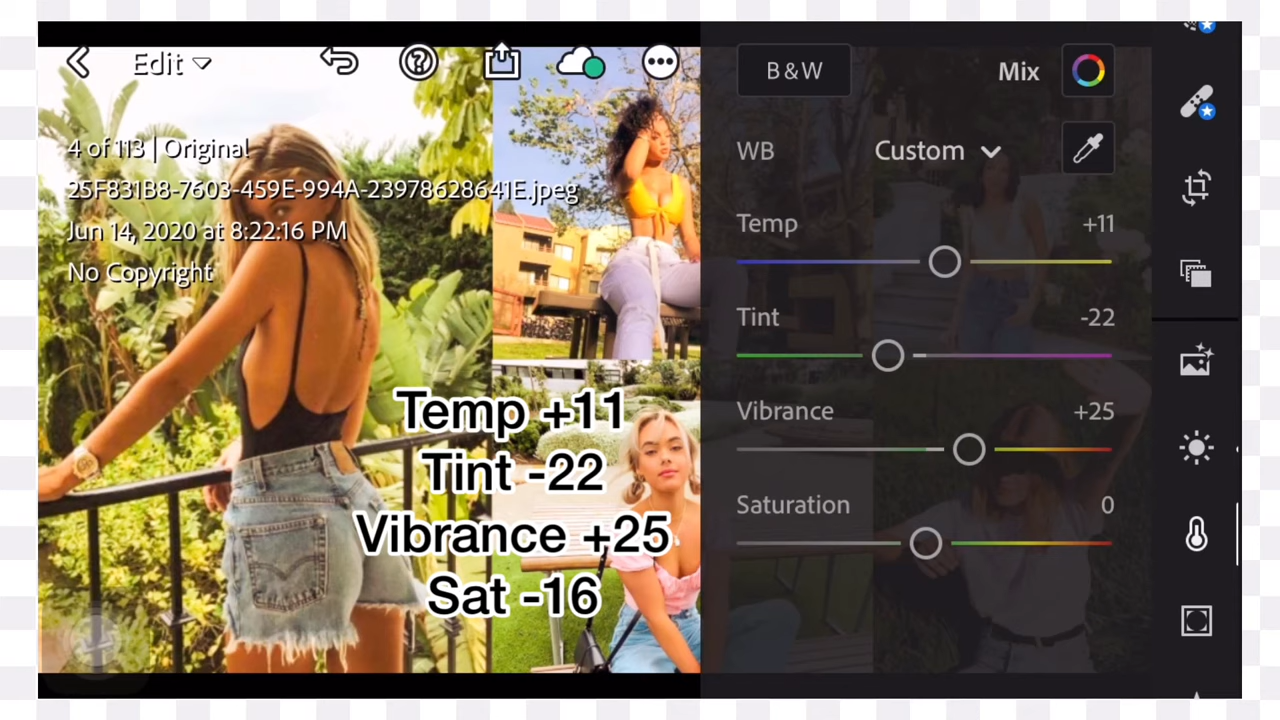 Edit
4 of 113 | Original
25F831B8-7603-459E-994A-23978628641E.jpeg
Jun 14, 2020 at 8:22:16 PM
No Copyright
Temp +11
Tint -22
Vibrance +25
Sat -16
B&W
Mix
WB Custom
Temp +11
Tint -22
Vibrance +25
Saturation 0